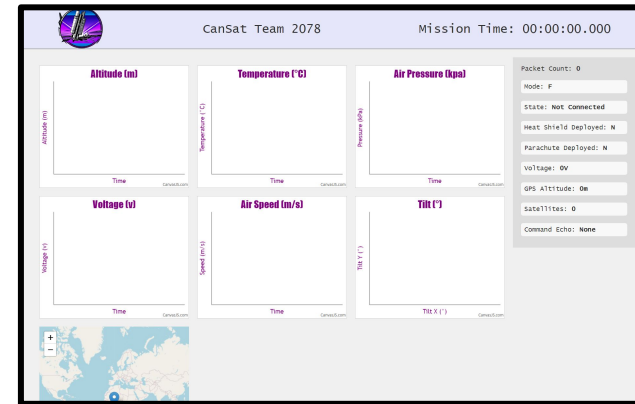 CanSat Team 2078
Mission Time: 00:00:00.000
Altitude (m)
Altitude (m)
Time
CanvasJS.com
Temperature (°C)
Temperature (°C)
Time
CanvasJS.com
Air Pressure (kpa)
Pressure (kPa)
Time
CanvasJS.com
Packet Count: 0
Mode: F
State: Not Connected
Heat Shield Deployed: N
Parachute Deployed: N
Voltage: 0V
GPS Altitude: 0m
Satellites: 0
Command Echo: None
Voltage (v)
Voltage (v)
Time
CanvasJS.com
Air Speed (m/s)
Speed (m/s)
Time
CanvasJS.com
Tilt (°)
Tilt Y (°)
Tilt X (°)
CanvasJS.com
+
−